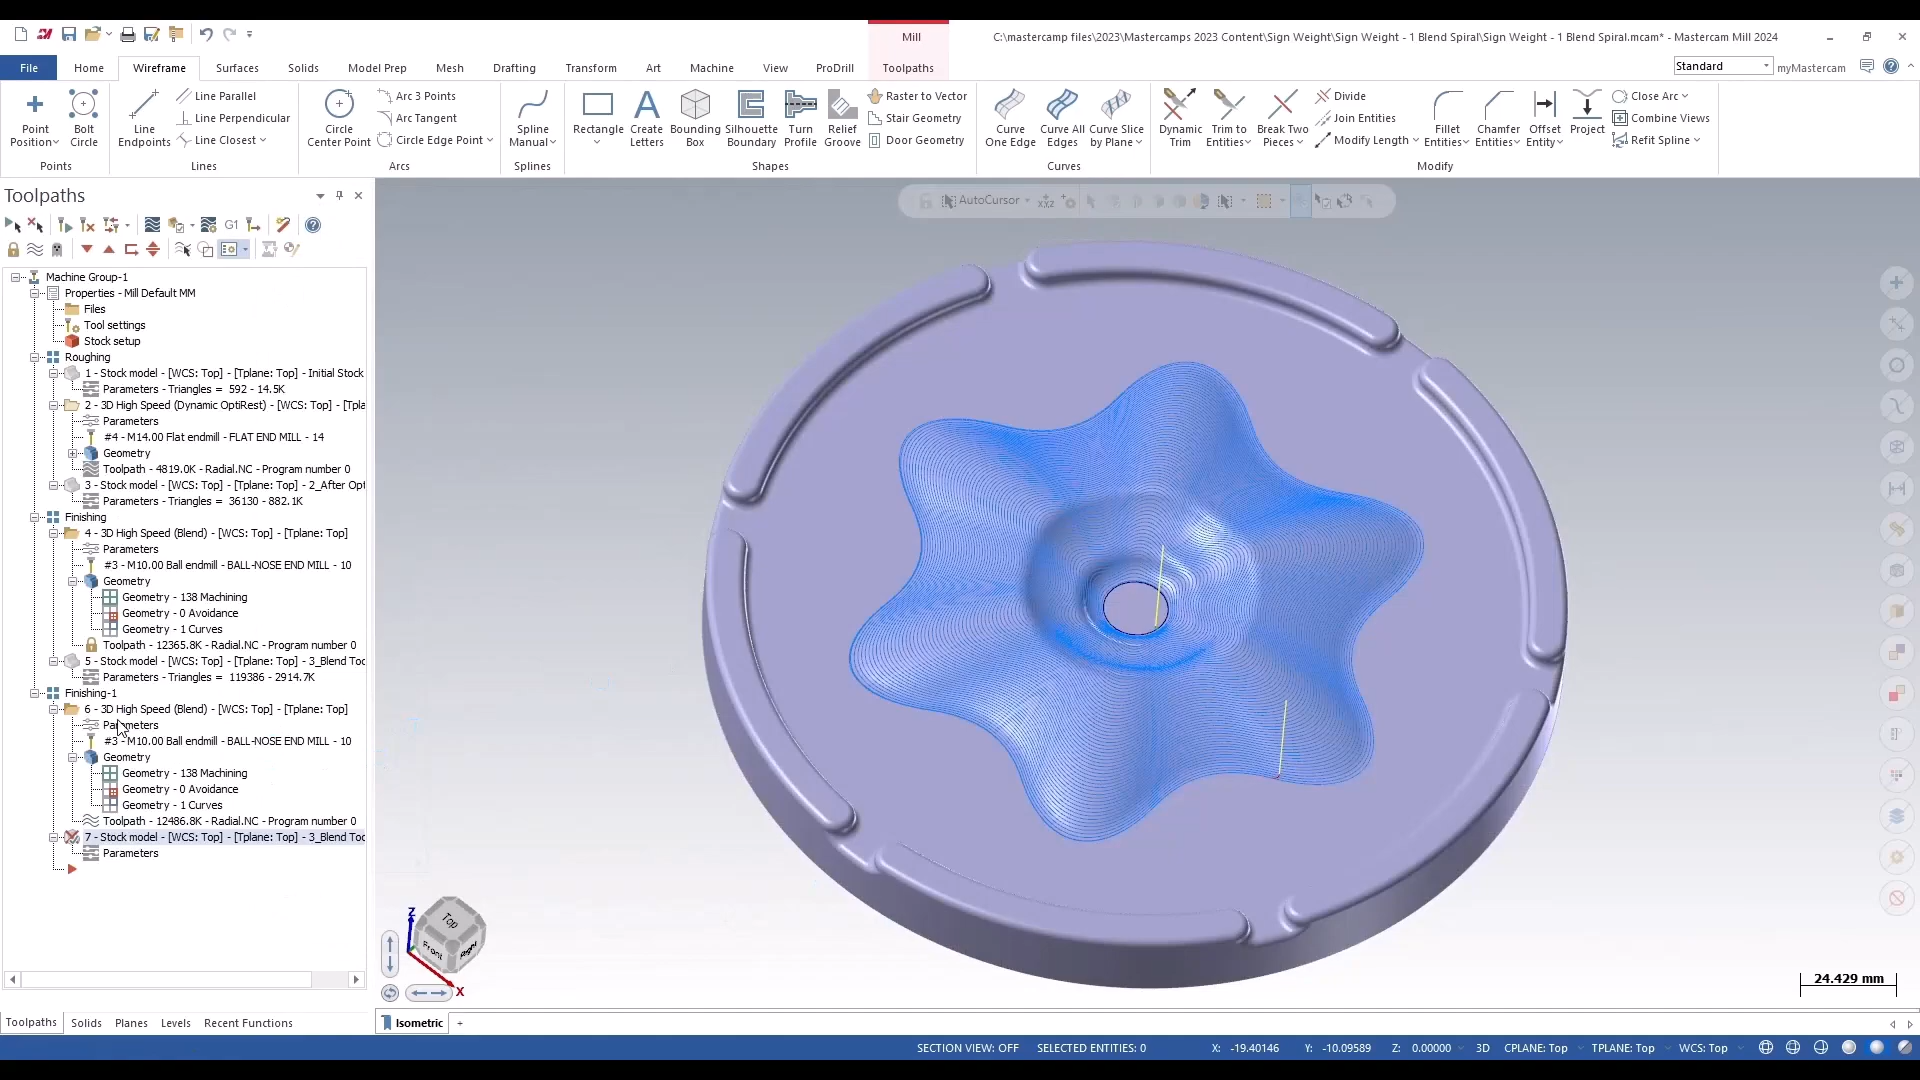 Mill
C:\mastercamp files\2023\Mastercamps 2023 Content\Sign Weight\Sign Weight - 1 Blend Spiral\Sign Weight - 1 Blend Spiral.mcam* - Mastercam Mill 2024
File Home Wireframe Surfaces Solids Model Prep Mesh Drafting Transform Art Machine View ProDrill Toolpaths
Standard myMastercam
Point Position
Bolt Circle
Points
Line Endpoints
Line Parallel
Line Perpendicular
Line Closest
Lines
Circle Center Point
Arc 3 Points
Arc Tangent
Circle Edge Point
Arcs
Spline Manual
Splines
Rectangle
Create Letters
Bounding Box
Silhouette Boundary
Turn Profile
Relief Groove
Raster to Vector
Stair Geometry
Door Geometry
Shapes
Curve One Edge
Curve All Edges
Curve Slice by Plane
Curves
Dynamic Trim
Trim to Entities
Break Two Pieces
Divide
Join Entities
Modify Length
Fillet Entities
Chamfer Entities
Offset Entity
Project
Close Arc
Combine Views
Refit Spline
Modify
Toolpaths
G1
AutoCursor
XYZ
Machine Group-1
Properties - Mill Default MM
Files
Tool settings
Stock setup
Roughing
1 - Stock model - [WCS: Top] - [Tplane: Top] - Initial Stock
Parameters - Triangles = 592 - 14.5K
2 - 3D High Speed (Dynamic OptiRest) - [WCS: Top] - [Tpla
Parameters
#4 - M14.00 Flat endmill - FLAT END MILL - 14
Geometry
Toolpath - 4819.0K - Radial.NC - Program number 0
3 - Stock model - [WCS: Top] - [Tplane: Top] - 2_After Opt
Parameters - Triangles = 36130 - 882.1K
Finishing
4 - 3D High Speed (Blend) - [WCS: Top] - [Tplane: Top]
Parameters
#3 - M10.00 Ball endmill - BALL-NOSE END MILL - 10
Geometry
Geometry - 138 Machining
Geometry - 0 Avoidance
Geometry - 1 Curves
Toolpath - 12365.8K - Radial.NC - Program number 0
5 - Stock model - [WCS: Top] - [Tplane: Top] - 3_Blend Too
Parameters - Triangles = 119386 - 2914.7K
Finishing-1
6 - 3D High Speed (Blend) - [WCS: Top] - [Tplane: Top]
Parameters
#3 - M10.00 Ball endmill - BALL-NOSE END MILL - 10
Geometry
Geometry - 138 Machining
Geometry - 0 Avoidance
Geometry - 1 Curves
Toolpath - 12486.8K - Radial.NC - Program number 0
7 - Stock model - [WCS: Top] - [Tplane: Top] - 3_Blend Too
Parameters
Z
Top
Front
Right
X
24.429 mm
Toolpaths Solids Planes Levels Recent Functions
Isometric +
SECTION VIEW: OFF SELECTED ENTITIES: 0 X: -19.40146 Y: -10.09589 Z: 0.00000 3D CPLANE: Top TPLANE: Top WCS: Top